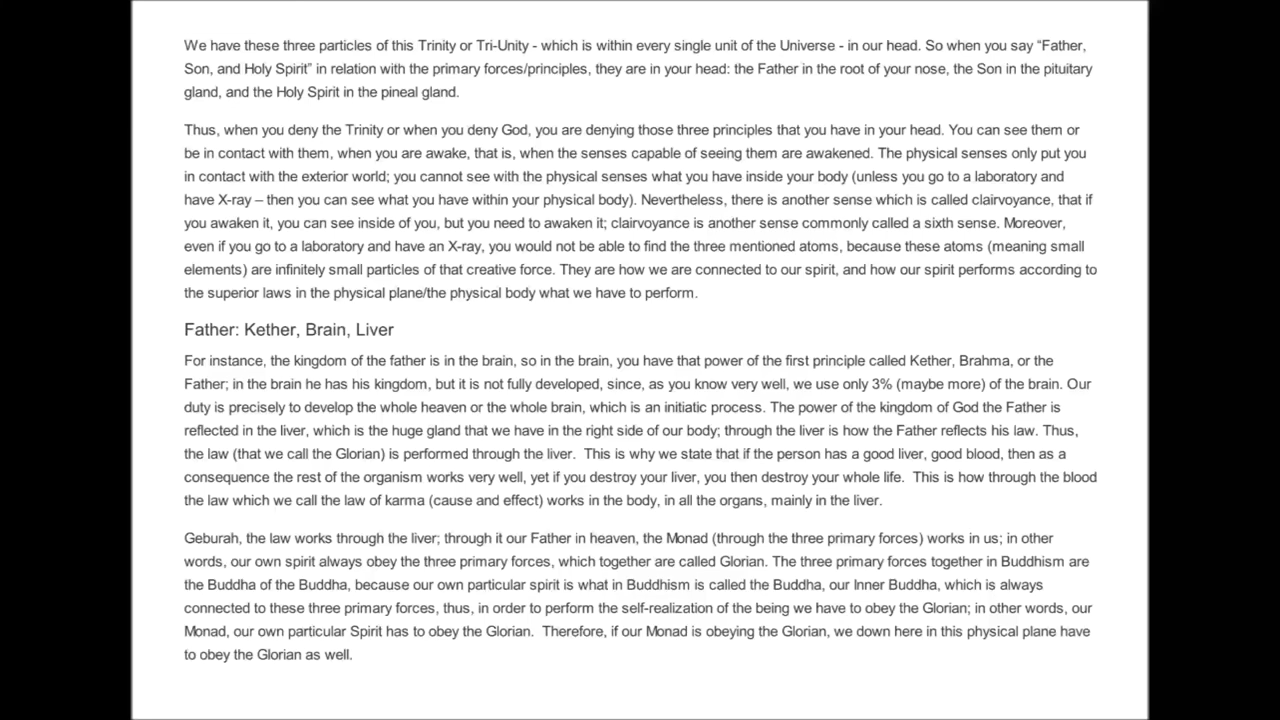 We have these three particles of this Trinity or Tri-Unity - which is within every single unit of the Universe - in our head. So when you say “Father,
Son, and Holy Spirit” in relation with the primary forces/principles, they are in your head: the Father in the root of your nose, the Son in the pituitary
gland, and the Holy Spirit in the pineal gland.
Thus, when you deny the Trinity or when you deny God, you are denying those three principles that you have in your head. You can see them or
be in contact with them, when you are awake, that is, when the senses capable of seeing them are awakened. The physical senses only put you
in contact with the exterior world; you cannot see with the physical senses what you have inside your body (unless you go to a laboratory and
have X-ray – then you can see what you have within your physical body). Nevertheless, there is another sense which is called clairvoyance, that if
you awaken it, you can see inside of you, but you need to awaken it; clairvoyance is another sense commonly called a sixth sense. Moreover,
even if you go to a laboratory and have an X-ray, you would not be able to find the three mentioned atoms, because these atoms (meaning small
elements) are infinitely small particles of that creative force. They are how we are connected to our spirit, and how our spirit performs according to
the superior laws in the physical plane/the physical body what we have to perform.
Father: Kether, Brain, Liver
For instance, the kingdom of the father is in the brain, so in the brain, you have that power of the first principle called Kether, Brahma, or the
Father; in the brain he has his kingdom, but it is not fully developed, since, as you know very well, we use only 3% (maybe more) of the brain. Our
duty is precisely to develop the whole heaven or the whole brain, which is an initiatic process. The power of the kingdom of God the Father is
reflected in the liver, which is the huge gland that we have in the right side of our body; through the liver is how the Father reflects his law. Thus,
the law (that we call the Glorian) is performed through the liver.  This is why we state that if the person has a good liver, good blood, then as a
consequence the rest of the organism works very well, yet if you destroy your liver, you then destroy your whole life.  This is how through the blood
the law which we call the law of karma (cause and effect) works in the body, in all the organs, mainly in the liver.
Geburah, the law works through the liver; through it our Father in heaven, the Monad (through the three primary forces) works in us; in other
words, our own spirit always obey the three primary forces, which together are called Glorian. The three primary forces together in Buddhism are
the Buddha of the Buddha, because our own particular spirit is what in Buddhism is called the Buddha, our Inner Buddha, which is always
connected to these three primary forces, thus, in order to perform the self-realization of the being we have to obey the Glorian; in other words, our
Monad, our own particular Spirit has to obey the Glorian.  Therefore, if our Monad is obeying the Glorian, we down here in this physical plane have
to obey the Glorian as well.